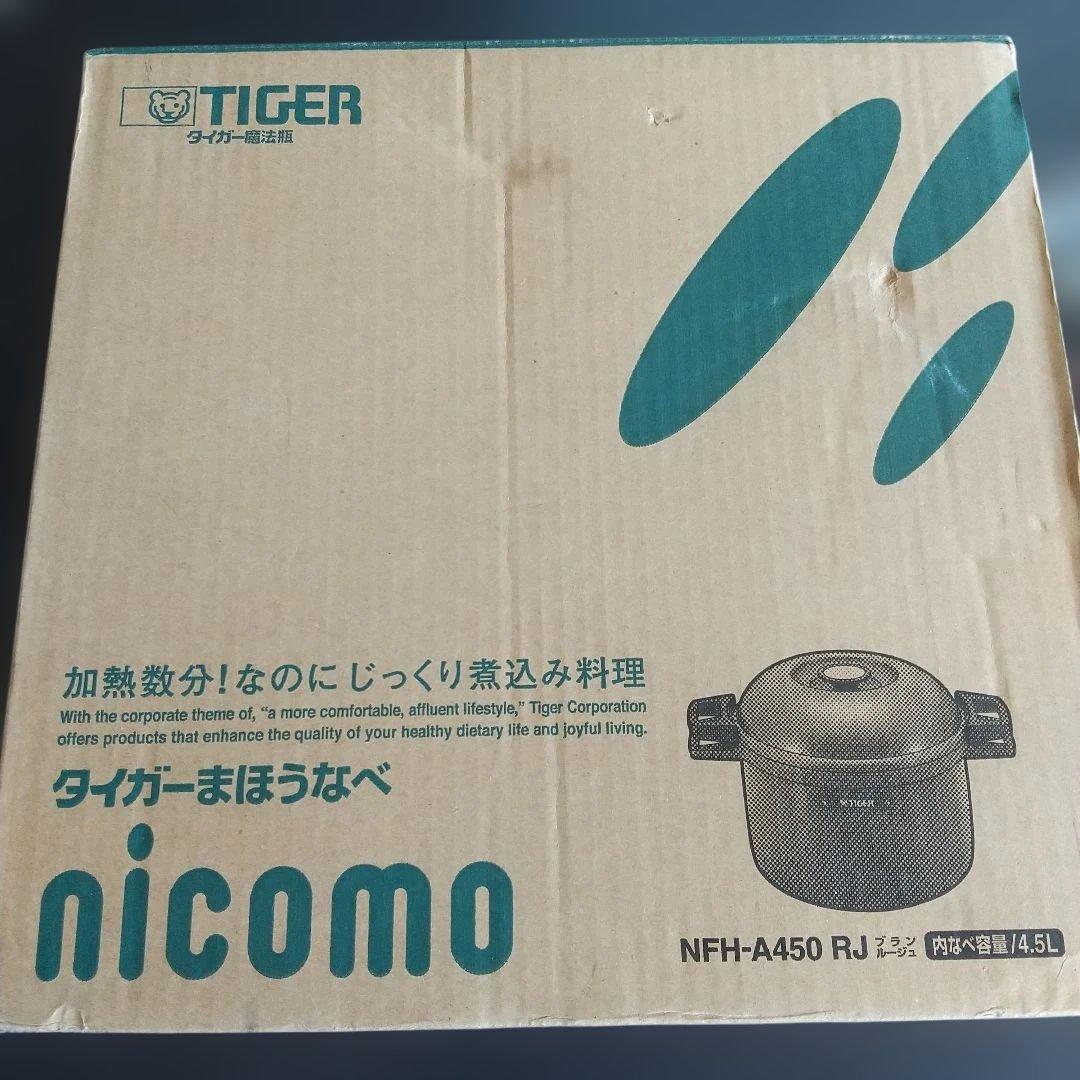 TIGER
タイガー魔法瓶
加熱数分!なのにじっくり煮込み料理
With the corporate theme of, “a more comfortable, affluent lifestyle,” Tiger Corporation
offers products that enhance the quality of your healthy dietary life and joyful living.
タイガーまほうなべ
nicomo
TIGER
NFH-A450 RJ ブラン
ルージュ 内なべ容量/4.5L